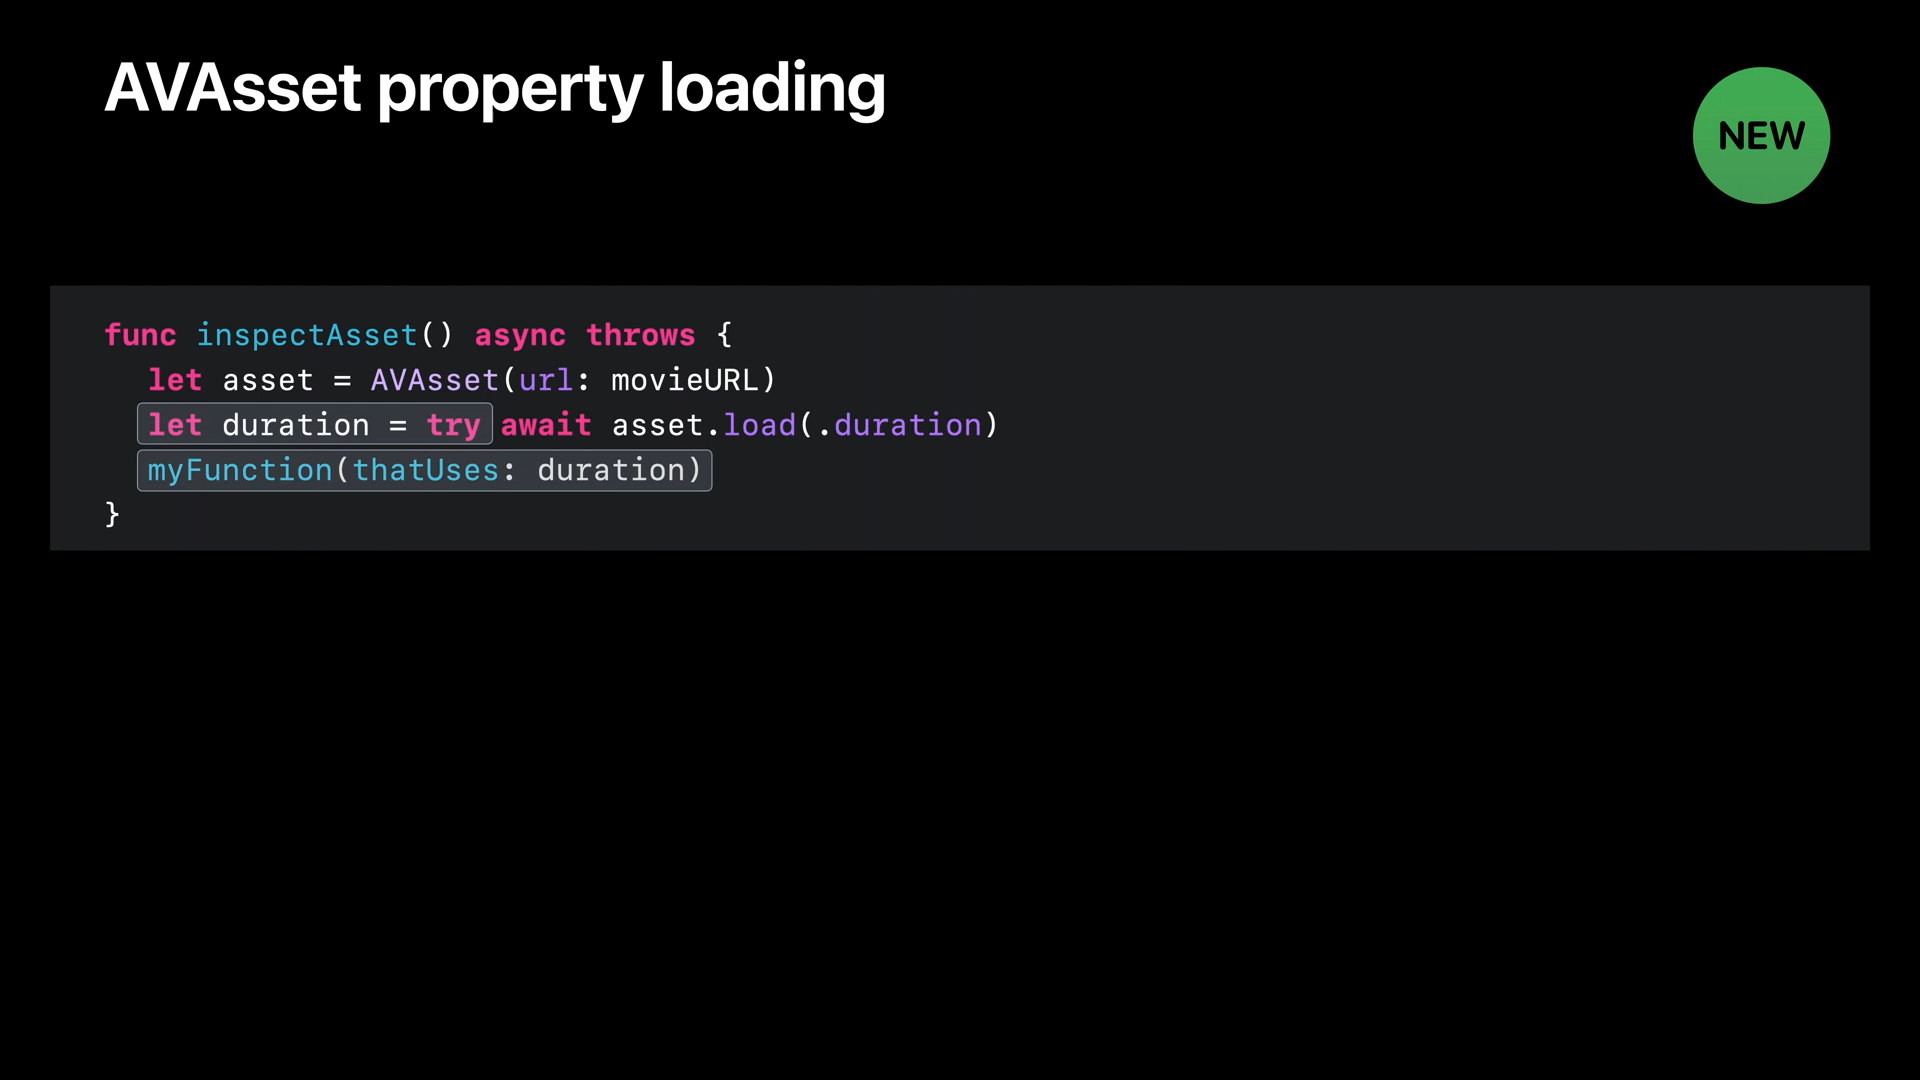 AVAsset property loading
NEW
func inspectAsset() async throws {
let asset = AVAsset(url: movieURL)
let duration = try await asset.load(.duration)
myFunction(thatUses: duration)
}